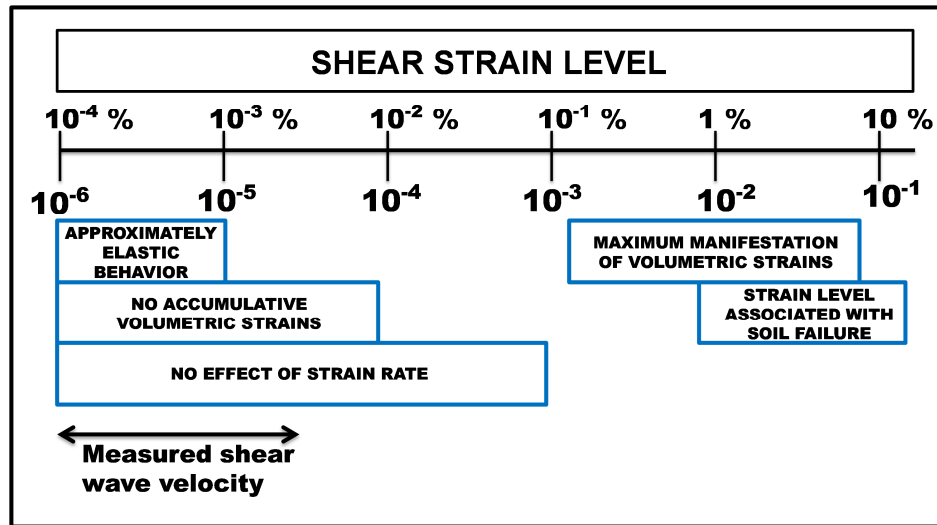 SHEAR STRAIN LEVEL
10⁻⁴ % 10⁻³ % 10⁻² % 10⁻¹ % 1 % 10 %
10⁻⁶ 10⁻⁵ 10⁻⁴ 10⁻³ 10⁻² 10⁻¹
APPROXIMATELY
ELASTIC
BEHAVIOR
MAXIMUM MANIFESTATION
OF VOLUMETRIC STRAINS
NO ACCUMULATIVE
VOLUMETRIC STRAINS
STRAIN LEVEL
ASSOCIATED WITH
SOIL FAILURE
NO EFFECT OF STRAIN RATE
Measured shear
wave velocity